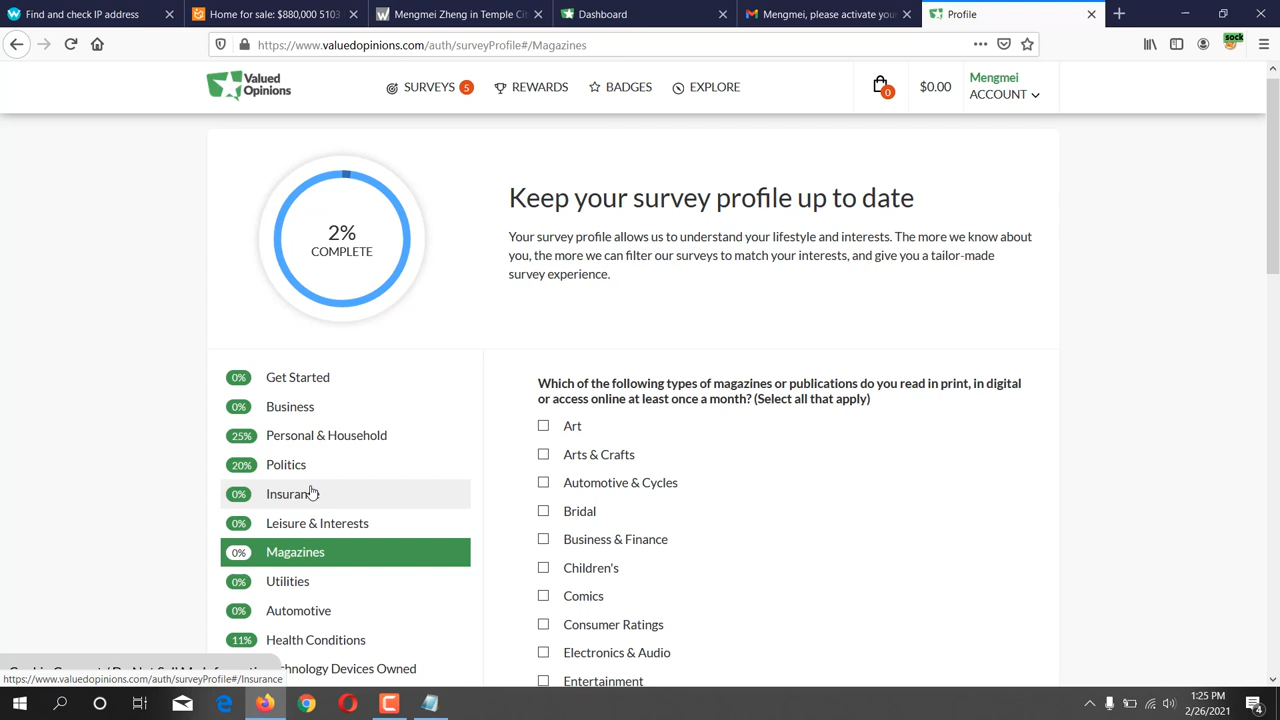 Find and check IP address
Home for sale: $880,000 5103
Mengmei Zheng in Temple Cit
Dashboard
Mengmei, please activate your
Profile
sock
https://www.valuedopinions.com/auth/surveyProfile#/Magazines
Valued
Opinions
SURVEYS 5
REWARDS
BADGES
EXPLORE
0
$0.00
Mengmei
ACCOUNT
2%
COMPLETE
Keep your survey profile up to date
Your survey profile allows us to understand your lifestyle and interests. The more we know about
you, the more we can filter our surveys to match your interests, and give you a tailor-made
survey experience.
0% Get Started
0% Business
25% Personal & Household
20% Politics
0% Insurance
0% Leisure & Interests
0% Magazines
0% Utilities
0% Automotive
11% Health Conditions
Technology Devices Owned
Which of the following types of magazines or publications do you read in print, in digital
or access online at least once a month? (Select all that apply)
Art
Arts & Crafts
Automotive & Cycles
Bridal
Business & Finance
Children's
Comics
Consumer Ratings
Electronics & Audio
Entertainment
https://www.valuedopinions.com/auth/surveyProfile#/Insurance
1:25 PM
2/26/2021
4